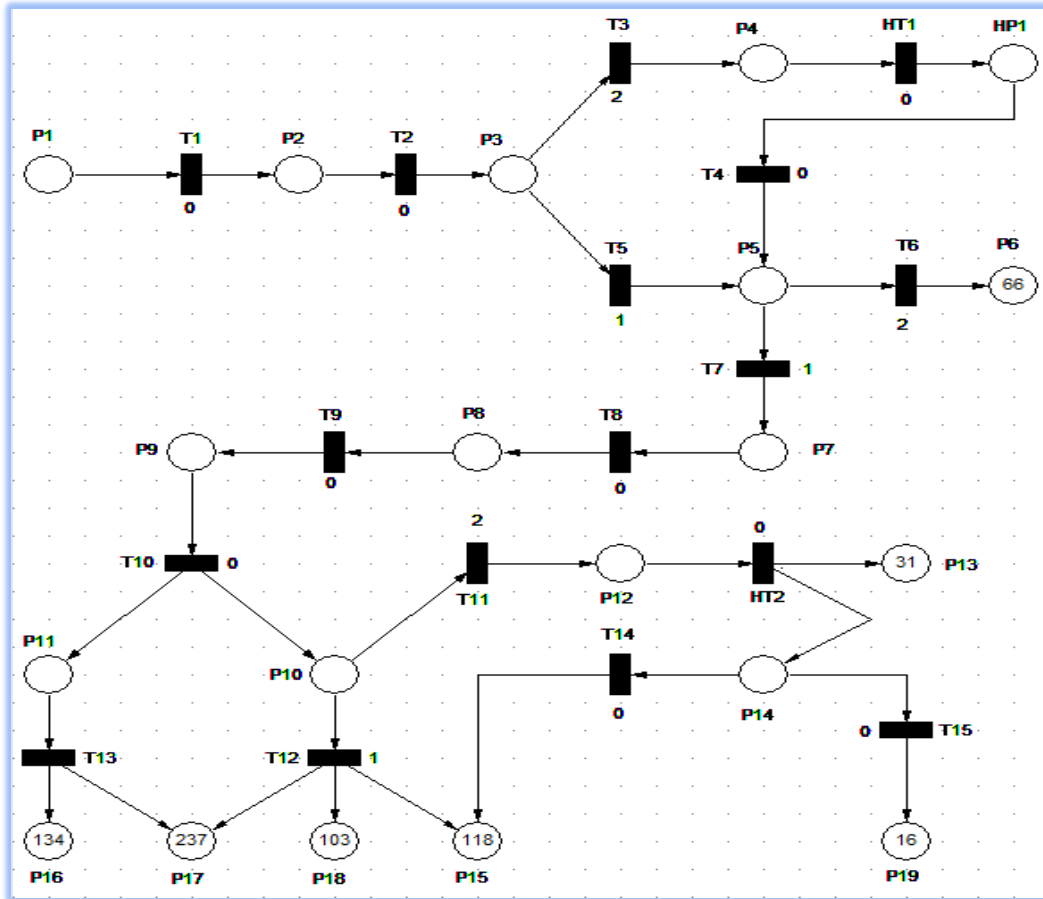 T3 P4 HT1 HP1
2 0
P1 T1 P2 T2 P3
0 0
T4 0
T5 P5 T6 P6
66
1 2
T7 1
T9 P8 T8
P9 P7
0 0
2 0
T10 0 31 P13
T11 P12 HT2
P11 T14
P10
0 P14 0 T15
T13 T12 1
134 237 103 118 16
P16 P17 P18 P15 P19